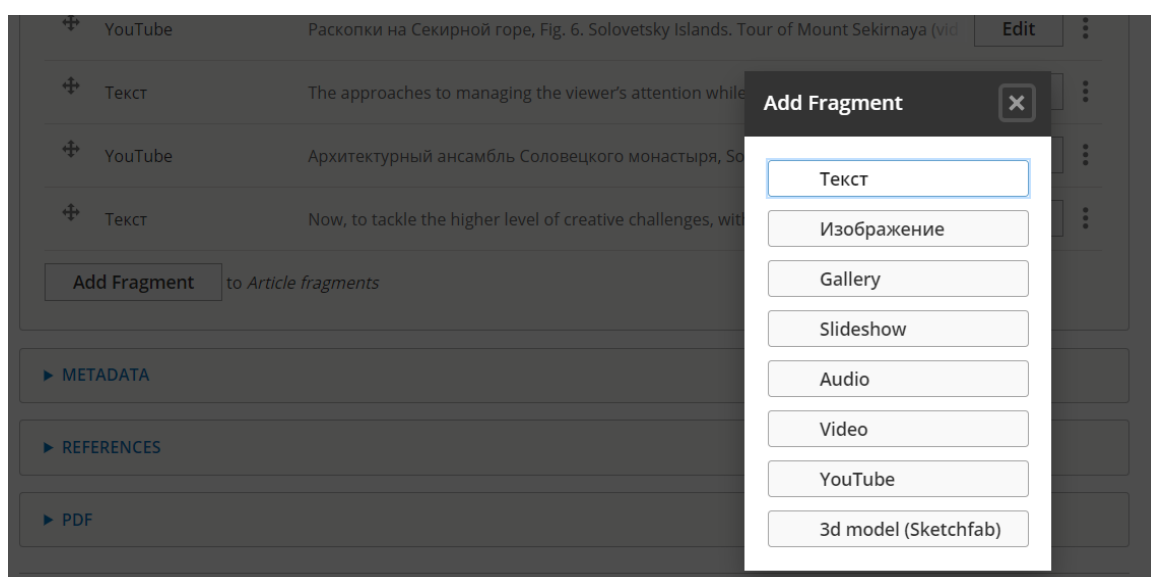 YouTube Раскопки на Секирной горе, Fig. 6. Solovetsky Islands. Tour of Mount Sekirnaya (vid Edit
Текст The approaches to managing the viewer's attention while
YouTube Архитектурный ансамбль Соловецкого монастыря, So
Текст Now, to tackle the higher level of creative challenges, wit
Add Fragment to Article fragments
METADATA
REFERENCES
PDF
Add Fragment
Текст
Изображение
Gallery
Slideshow
Audio
Video
YouTube
3d model (Sketchfab)